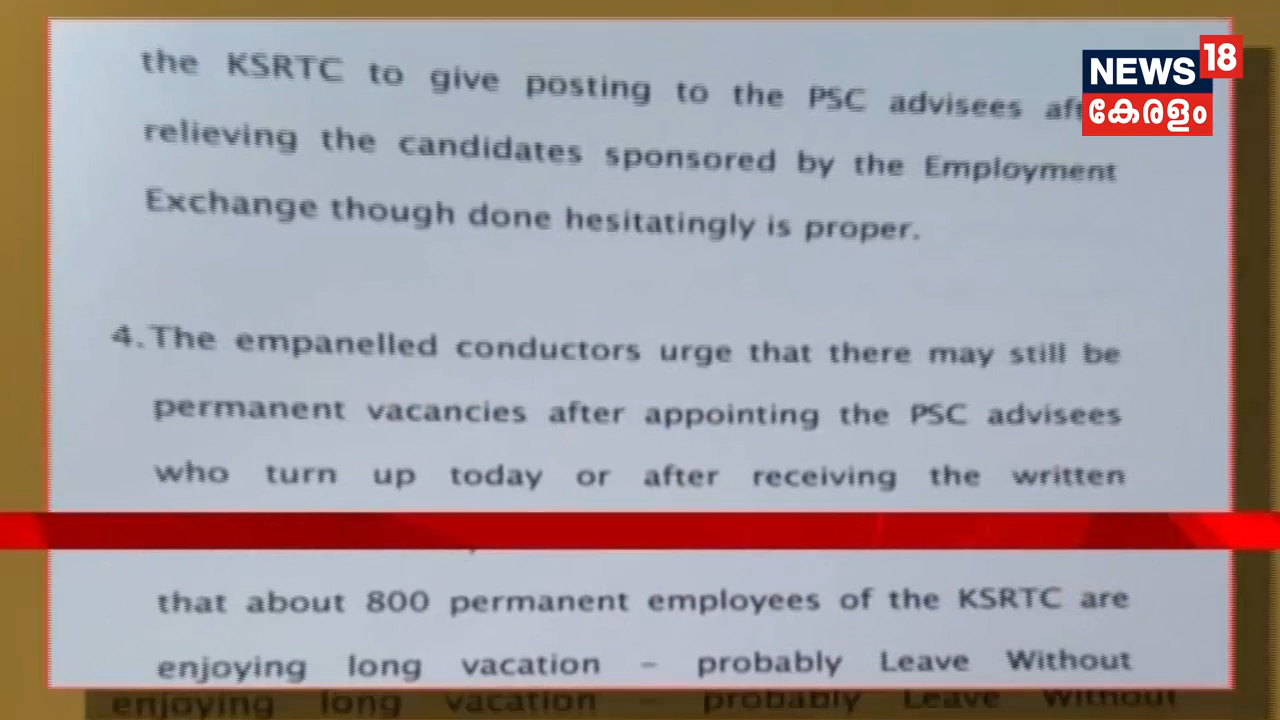 NEWS 18
കേരളം
the KSRTC to give posting to the PSC advisees
relieving the candidates sponsored by the Employment
Exchange though done hesitatingly is proper.
4. The empanelled conductors urge that there may still be
permanent vacancies after appointing the PSC advisees
who turn up today or after receiving the written
that about 800 permanent employees of the KSRTC are
enjoying long vacation – probably Leave Without
enjoying long vacation – probably Leave Without